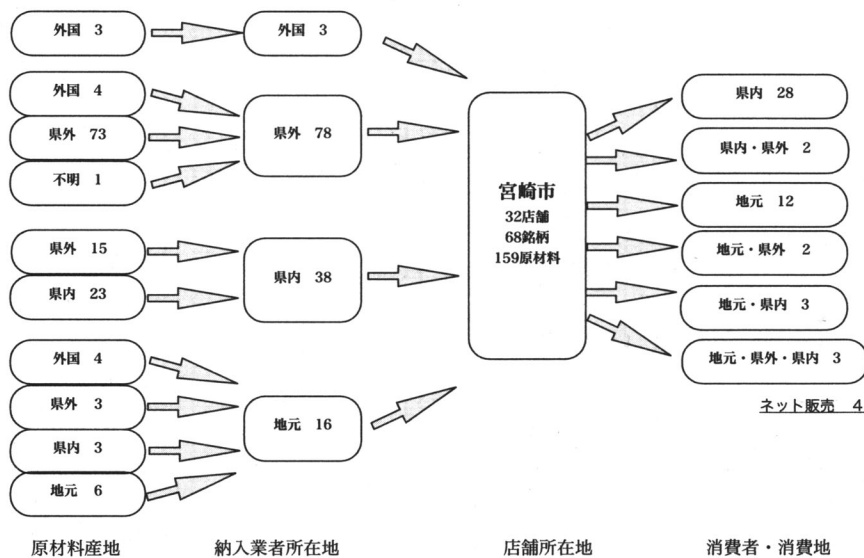 外国 3
外国 4
県外 73
不明 1
県外 15
県内 23
外国 4
県外 3
県内 3
地元 6
原材料産地
外国 3
県外 78
県内 38
地元 16
納入業者所在地
宮崎市
32店舗
68銘柄
159原材料
店舗所在地
県内 28
県内・県外 2
地元 12
地元・県外 2
地元・県内 3
地元・県外・県内 3
ネット販売 4
消費者・消費地